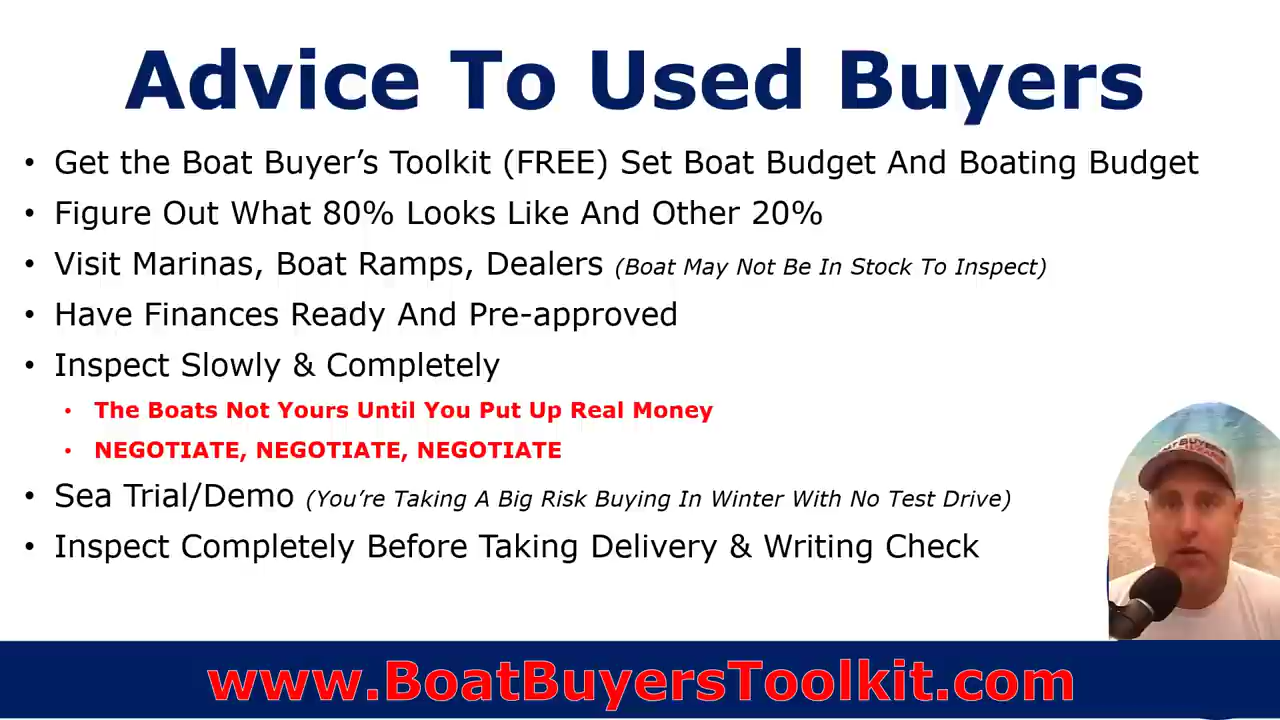 Advice To Used Buyers
• Get the Boat Buyer's Toolkit (FREE) Set Boat Budget And Boating Budget
• Figure Out What 80% Looks Like And Other 20%
• Visit Marinas, Boat Ramps, Dealers (Boat May Not Be In Stock To Inspect)
• Have Finances Ready And Pre-approved
• Inspect Slowly & Completely
• The Boats Not Yours Until You Put Up Real Money
• NEGOTIATE, NEGOTIATE, NEGOTIATE
• Sea Trial/Demo (You're Taking A Big Risk Buying In Winter With No Test Drive)
• Inspect Completely Before Taking Delivery & Writing Check
www.BoatBuyersToolkit.com